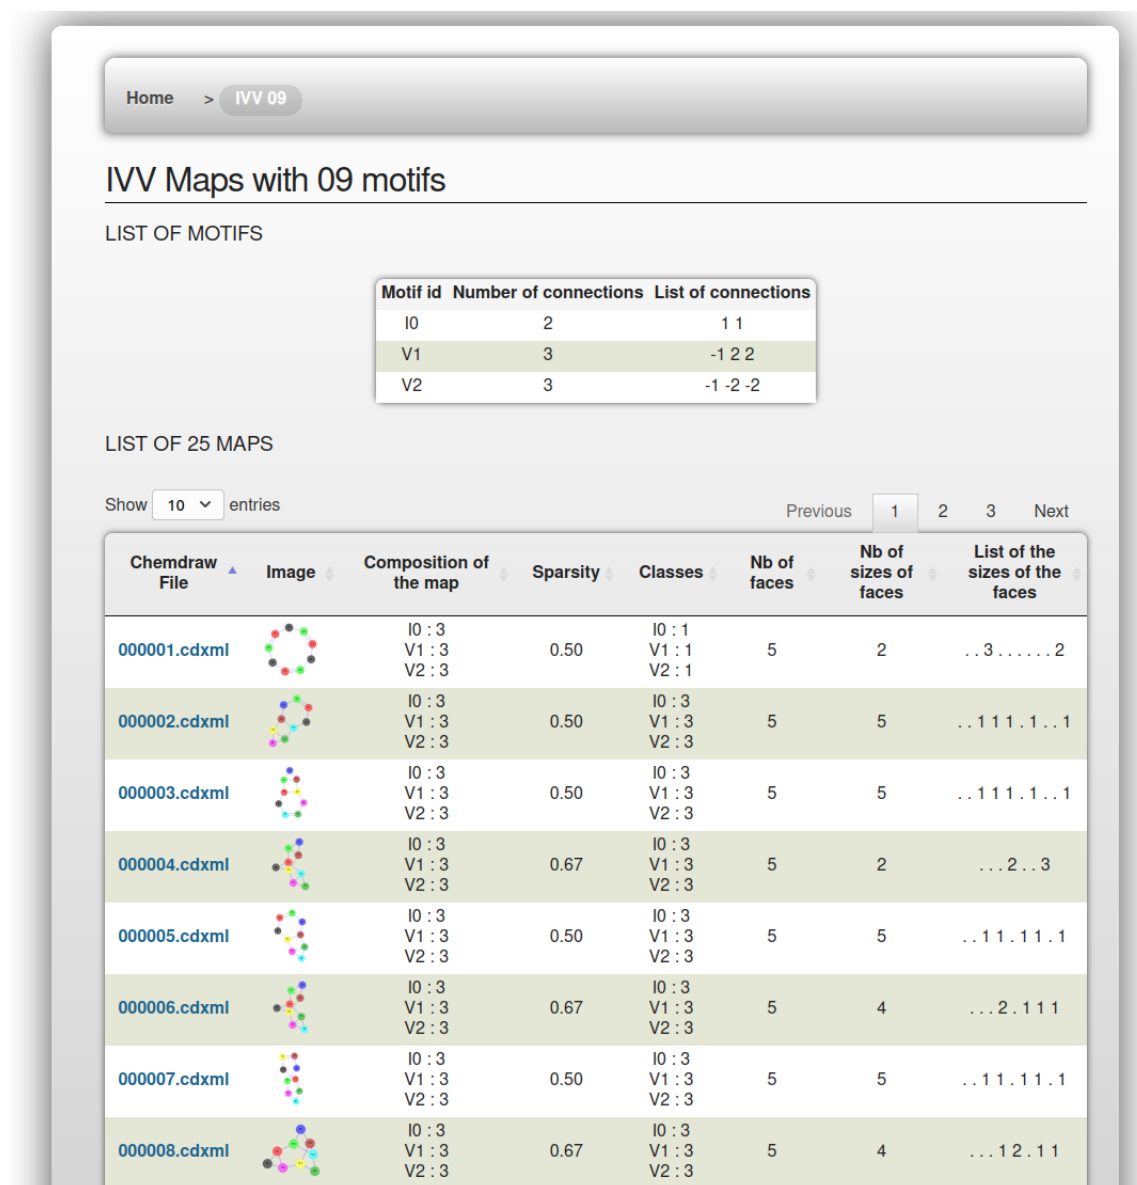 Home > IVV 09
IVV Maps with 09 motifs
LIST OF MOTIFS
Motif id Number of connections List of connections
I0 2 1 1
V1 3 -1 2 2
V2 3 -1 -2 -2
LIST OF 25 MAPS
Show 10 entries
Previous 1 2 3 Next
Chemdraw File Image Composition of the map Sparsity Classes Nb of faces Nb of sizes of faces List of the sizes of the faces
000001.cdxml I0 : 3 V1 : 3 V2 : 3 0.50 I0 : 1 V1 : 1 V2 : 1 5 2 . . 3 . . . . . . 2
000002.cdxml I0 : 3 V1 : 3 V2 : 3 0.50 I0 : 3 V1 : 3 V2 : 3 5 5 . . 1 1 1 . 1 . . 1
000003.cdxml I0 : 3 V1 : 3 V2 : 3 0.50 I0 : 3 V1 : 3 V2 : 3 5 5 . . 1 1 1 . 1 . . 1
000004.cdxml I0 : 3 V1 : 3 V2 : 3 0.67 I0 : 3 V1 : 3 V2 : 3 5 2 . . . 2 . . 3
000005.cdxml I0 : 3 V1 : 3 V2 : 3 0.50 I0 : 3 V1 : 3 V2 : 3 5 5 . . 1 1 . 1 1 . 1
000006.cdxml I0 : 3 V1 : 3 V2 : 3 0.67 I0 : 3 V1 : 3 V2 : 3 5 4 . . . 2 . 1 1 1
000007.cdxml I0 : 3 V1 : 3 V2 : 3 0.50 I0 : 3 V1 : 3 V2 : 3 5 5 . . 1 1 . 1 1 . 1
000008.cdxml I0 : 3 V1 : 3 V2 : 3 0.67 I0 : 3 V1 : 3 V2 : 3 5 4 . . . 1 2 . 1 1